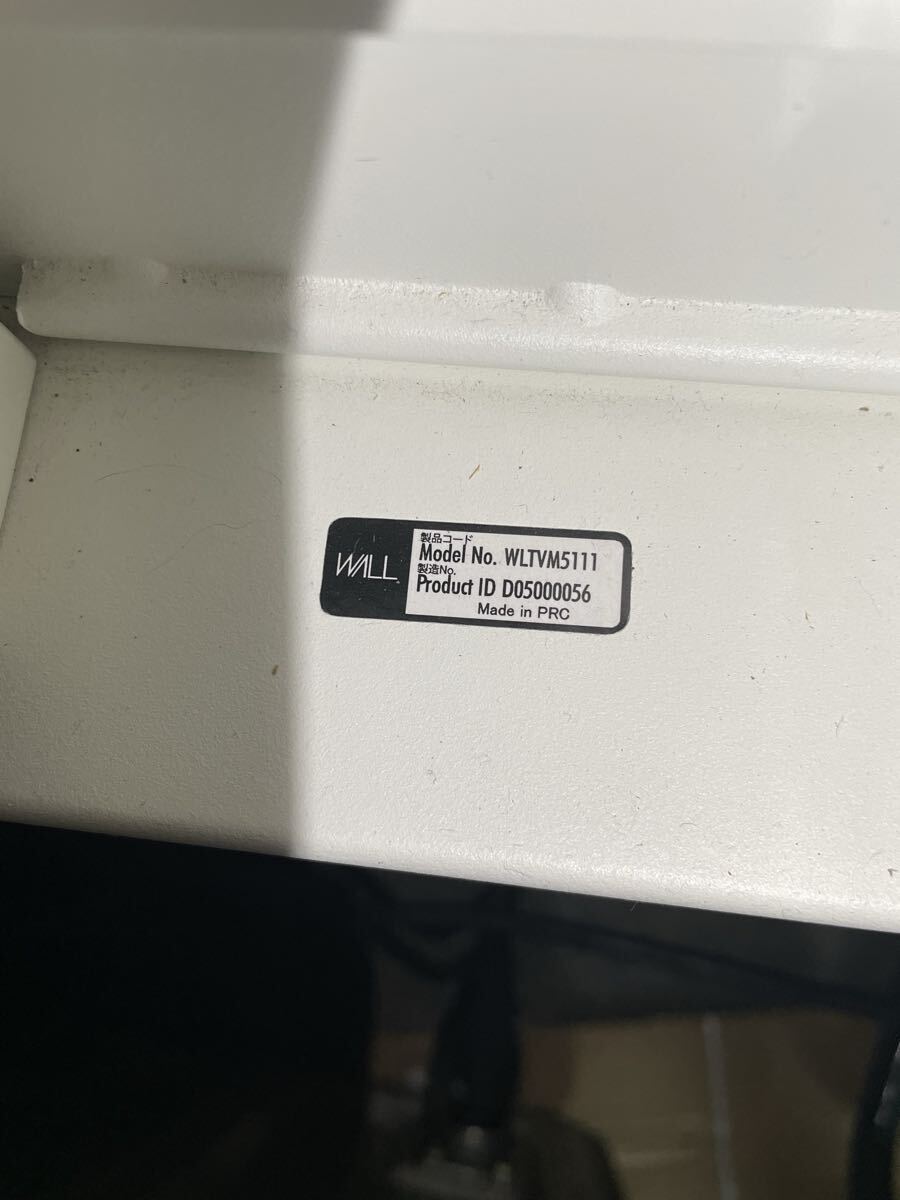 WALL
製品コード
Model No. WLTVM5111
製造No.
Product ID D05000056
Made in PRC